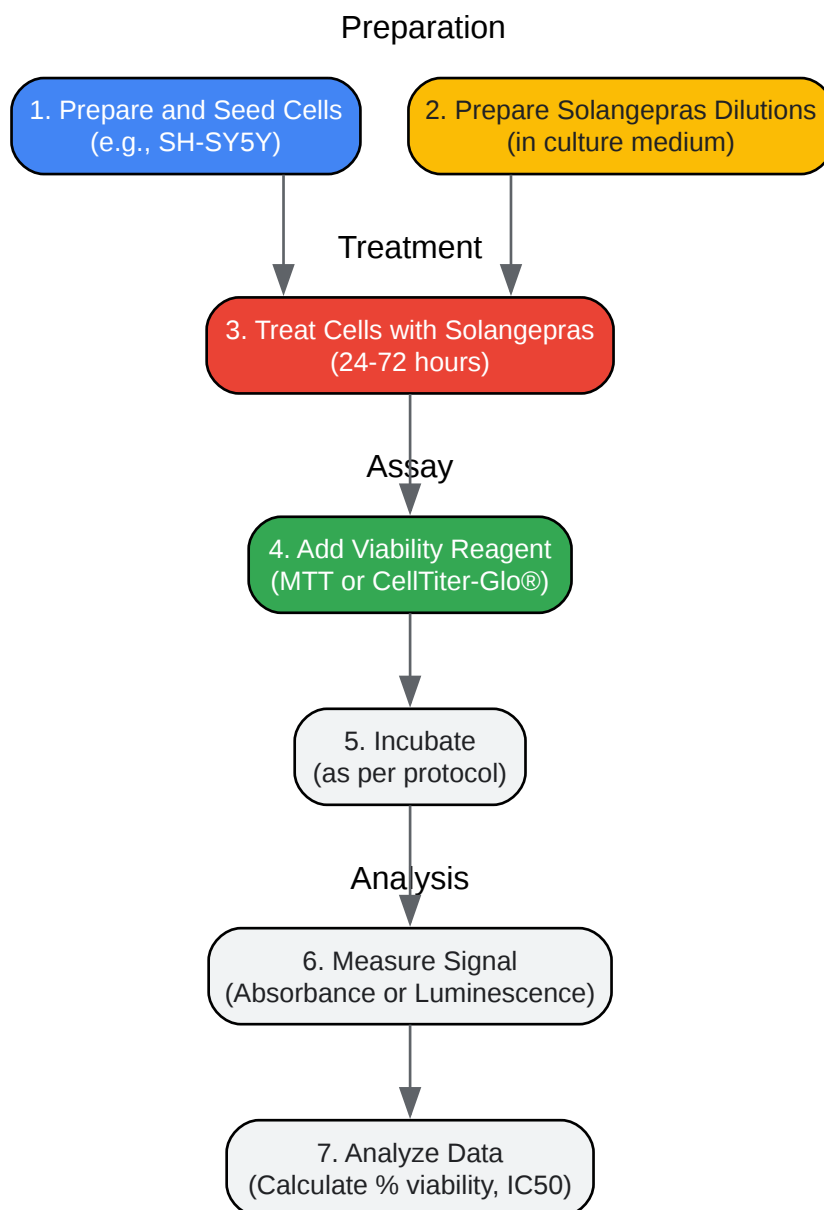 Preparation
1. Prepare and Seed Cells
(e.g., SH-SY5Y)
2. Prepare Solangepras Dilutions
(in culture medium)
Treatment
3. Treat Cells with Solangepras
(24-72 hours)
Assay
4. Add Viability Reagent
(MTT or CellTiter-Glo®)
5. Incubate
(as per protocol)
Analysis
6. Measure Signal
(Absorbance or Luminescence)
7. Analyze Data
(Calculate % viability, IC50)